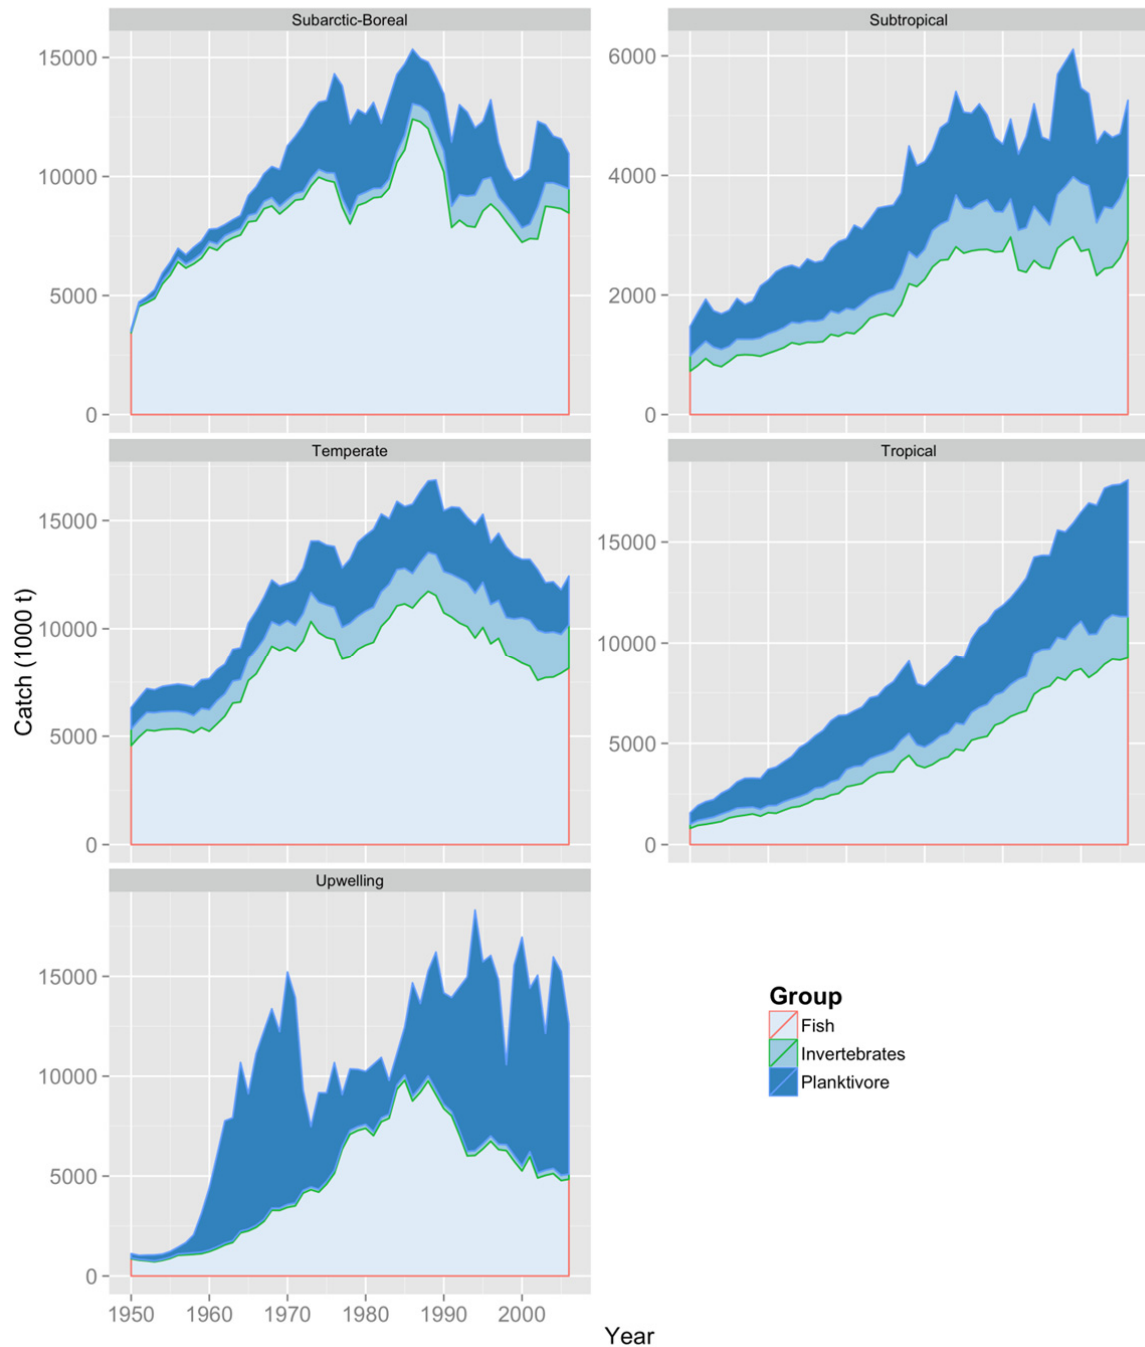 Subarctic-Boreal
Subtropical
15000
10000
5000
0
6000
4000
2000
0
Temperate
Tropical
15000
10000
5000
0
15000
10000
5000
0
Catch (1000 t)
Upwelling
15000
10000
5000
0
1950 1960 1970 1980 1990 2000
Year
Group
Fish
Invertebrates
Planktivore